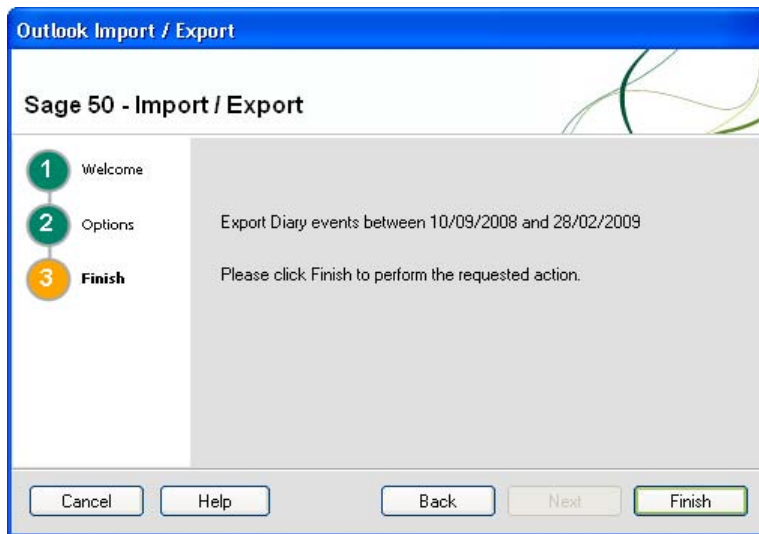 Outlook Import / Export
Sage 50 - Import / Export
1 Welcome
2 Options
3 Finish
Export Diary events between 10/09/2008 and 28/02/2009
Please click Finish to perform the requested action.
Cancel Help Back Next Finish